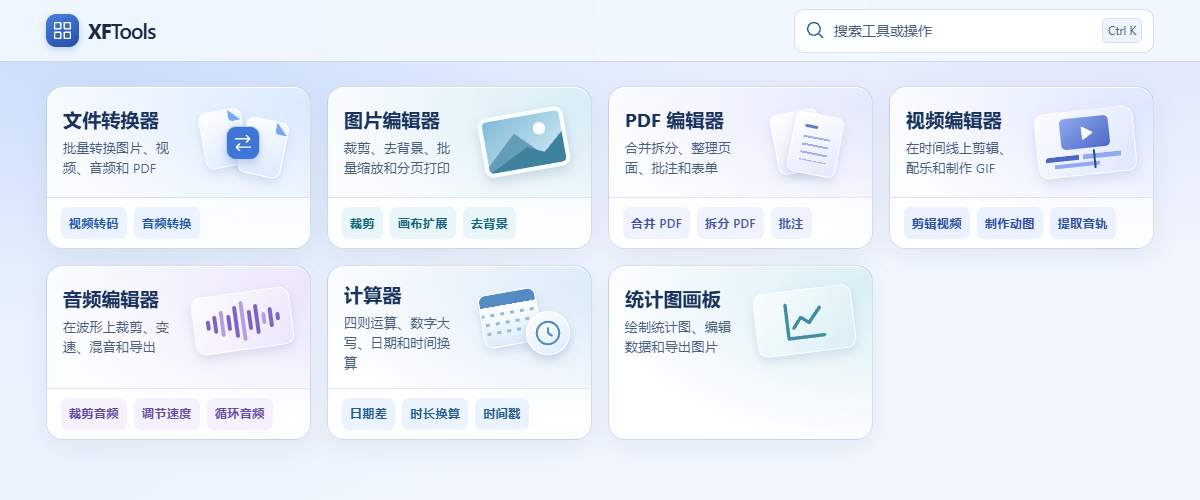 XFTools
搜索工具或操作
Ctrl K
文件转换器
批量转换图片、视
频、音频和 PDF
视频转码
音频转换
图片编辑器
裁剪、去背景、批
量缩放和分页打印
裁剪
画布扩展
去背景
PDF 编辑器
合并拆分、整理页
面、批注和表单
合并 PDF
拆分 PDF
批注
视频编辑器
在时间线上剪辑、
配乐和制作 GIF
剪辑视频
制作动图
提取音轨
音频编辑器
在波形上裁剪、变
速、混音和导出
裁剪音频
调节速度
循环音频
计算器
四则运算、数字大
写、日期和时间换
算
日期差
时长换算
时间戳
统计图画板
绘制统计图、编辑
数据和导出图片